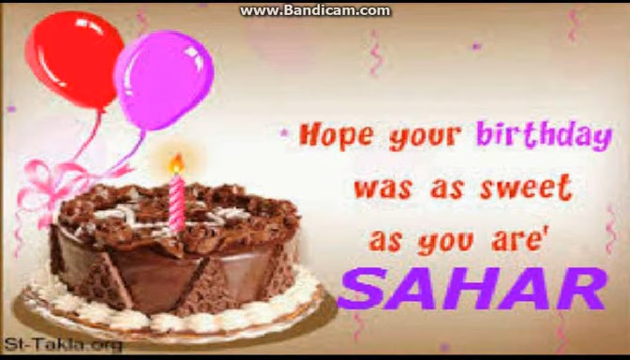 www.Bandicam.com
Hope your birthday
was as sweet
as you are'
SAHAR
St-Takla.org